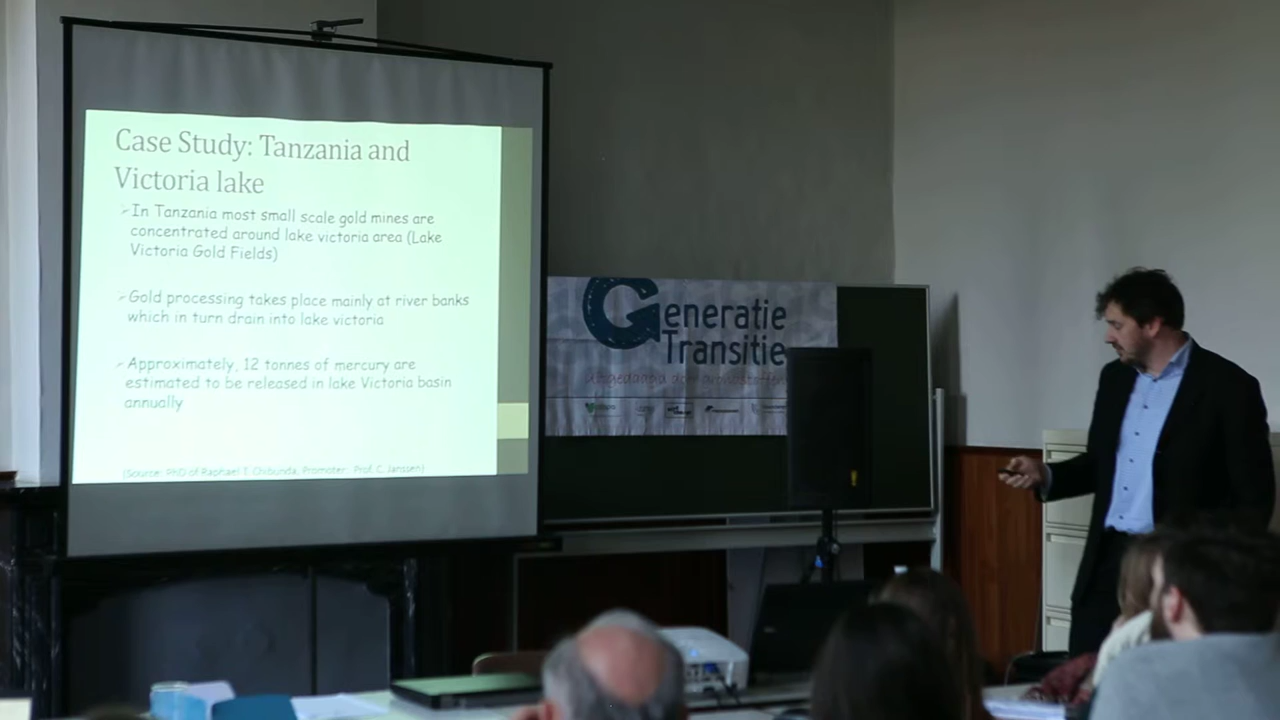 Case Study: Tanzania and
Victoria lake
In Tanzania most small scale gold mines are
concentrated around lake victoria area (Lake
Victoria Gold Fields)
Gold processing takes place mainly at river banks
which in turn drain into lake victoria
Approximately, 12 tonnes of mercury are
estimated to be released in lake Victoria basin
annually
(Source: PhD of Raphael T. Chibunda, Promoter: Prof. C. Janssen)
Generatie
Transitie